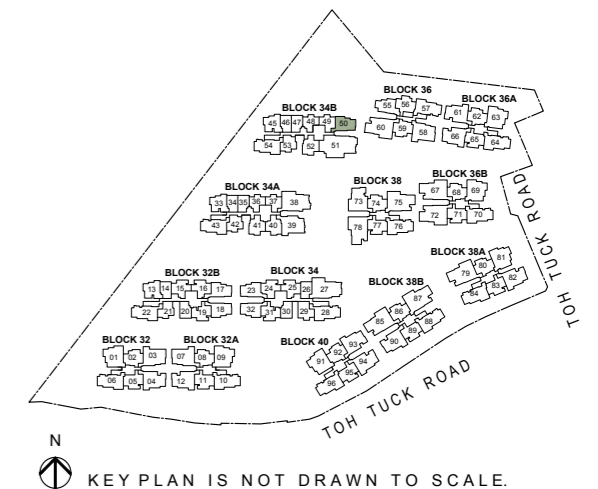 BLOCK 36
55 56 57
60 59 58
BLOCK 36A
61 62 63
66 65 64
BLOCK 34B
45 46 47 48 49 50
54 53 52 51
BLOCK 36B
67 68 69
72 71 70
BLOCK 38
73 74 75
78 77 76
BLOCK 34A
33 34 35 36 37 38
43 42 41 40 39
TOH TUCK ROAD
BLOCK 38A
79 80 81
84 83 82
BLOCK 32B
13 14 15 16 17
22 21 20 19 18
BLOCK 34
23 24 25 26 27
32 31 30 29 28
BLOCK 38B
85 86 87
90 89 88
BLOCK 32
01 02 03
06 05 04
BLOCK 32A
07 08 09
12 11 10
BLOCK 40
91 92 93
96 95 94
TOH TUCK ROAD
N
KEY PLAN IS NOT DRAWN TO SCALE.